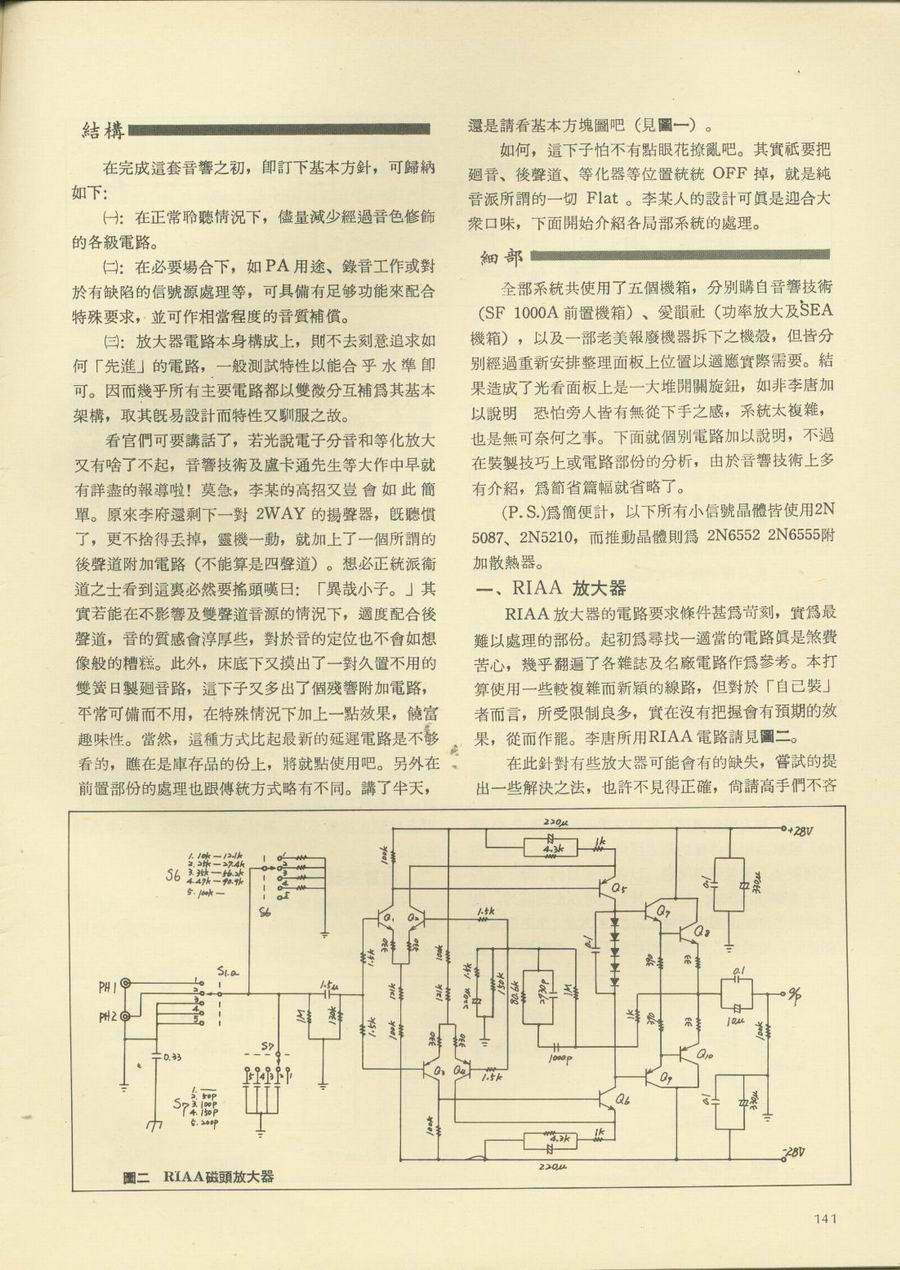 結構
在完成這套音響之初，卽訂下基本方針，可歸納
如下:
㈠: 在正常聆聽情況下，儘量減少經過音色修飾
的各級電路。
㈡: 在必要場合下，如 PA 用途、錄音工作或對
於有缺陷的信號源處理等，可具備有足够功能來配合
特殊要求，並可作相當程度的音質補償。
㈢: 放大器電路本身構成上，則不去刻意追求如
何「先進」的電路，一般測試特性以能合乎水準卽
可。因而幾乎所有主要電路都以雙微分互補爲其基本
架構，取其旣易設計而特性又馴服之故。
看官們可要講話了，若光說電子分音和等化放大
又有啥了不起，音響技術及盧卡通先生等大作中早就
有詳盡的報導啦！莫急，李某的高招又豈會如此簡
單。原來李府還剩下一對 2WAY 的揚聲器，旣聽慣
了，更不捨得丟掉，靈機一動，就加上了一個所謂的
後聲道附加電路（不能算是四聲道）。想必正統派衞
道之士看到這裏必然要搖頭嘆曰: 「異哉小子。」其
實若能在不影響及雙聲道音源的情況下，適度配合後
聲道，音的質感會淳厚些，對於音的定位也不會如想
像般的糟糕。此外，床底下又摸出了一對久置不用的
雙簧日製廻音路，這下子又多出了個殘響附加電路，
平常可備而不用，在特殊情況下加上一點效果，饒富
趣味性。當然，這種方式比起最新的延遲電路是不够
看的，瞧在是庫存品的份上，將就點使用吧。另外在
前置部份的處理也跟傳統方式略有不同。講了半天，
還是請看基本方塊圖吧（見圖一）。
如何，這下子怕不有點眼花撩亂吧。其實祇要把
廻音、後聲道、等化器等位置統統 OFF 掉，就是純
音派所謂的一切 Flat 。李某人的設計可眞是迎合大
衆口味，下面開始介紹各局部系統的處理。
細部
全部系統共使用了五個機箱，分別購自音響技術
（SF 1000A 前置機箱）、愛韻社（功率放大及SEA
機箱），以及一部老美報廢機器拆下之機殼，但皆分
別經過重新安排整理面板上位置以適應實際需要。結
果造成了光看面板上是一大堆開關旋鈕，如非李唐加
以說明　恐怕旁人皆有無從下手之感，系統太複雜，
也是無可奈何之事。下面就個別電路加以說明，不過
在裝製技巧上或電路部份的分析，由於音響技術上多
有介紹，爲節省篇幅就省略了。
(P.S.)爲簡便計，以下所有小信號晶體皆使用2N
5087、2N5210，而推動晶體則爲 2N6552 2N6555附
加散熱器。
一、RIAA 放大器
RIAA 放大器的電路要求條件甚爲苛刻，實爲最
難以處理的部份。起初爲尋找一適當的電路眞是煞費
苦心，幾乎翻遍了各雜誌及名廠電路作爲參考。本打
算使用一些較複雜而新穎的線路，但對於「自己裝」
者而言，所受限制良多，實在沒有把握會有預期的效
果，從而作罷。李唐所用RIAA 電路請見圖二。
在此針對有些放大器可能會有的缺失，嘗試的提
出一些解決之法，也許不見得正確，尙請高手們不吝
220μ
+28V
4.3k
1k
100k
1. 10k—12.1k
2. 25k—27.4k
3. 35k—56.2k
4. 47k—90.9k
5. 100k—
S6
S6
Q5
Q1
Q2
1.5k
0.1
330μ
Q7
Q8
330
330
1.5k
100k
0.1
390
33
0.1
PH1
PH2
S1.a
1.5μ
121k
121k
1.5k
220μ
150k
80.6k
2730p
1M
1M
130k
1.5k
100k
1k
390
33
10μ
o/p
100k
0.33
S7
5 4 3 2 1
330
330
1000p
Q3
Q4
1.5k
Q9
Q10
S7
1. —
2. 50P
3. 100P
4. 150P
5. 200P
Q6
0.1
330μ
100k
4.3k
1k
220μ
-28V
圖二　RIAA磁頭放大器
141